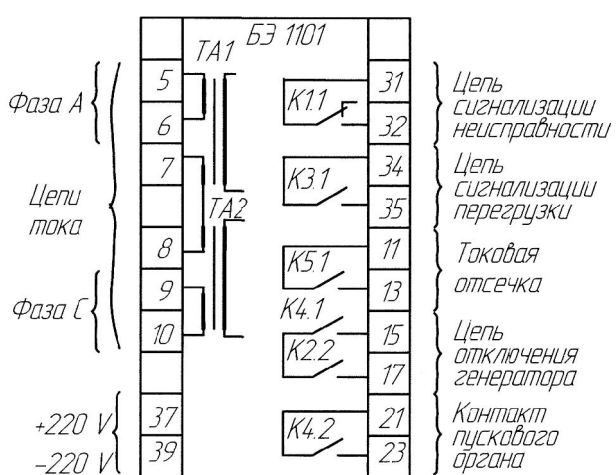 БЭ 1101
ТА1
Фаза А
5
6
7
Цепи
тока
8
ТА2
Фаза С
9
10
+220 V
37
−220 V
39
К1.1
31
32
Цепь
сигнализации
неисправности
К3.1
34
35
Цепь
сигнализации
перегрузки
К5.1
11
13
Токовая
отсечка
К4.1
15
К2.2
17
Цепь
отключения
генератора
К4.2
21
23
Контакт
пускового
органа